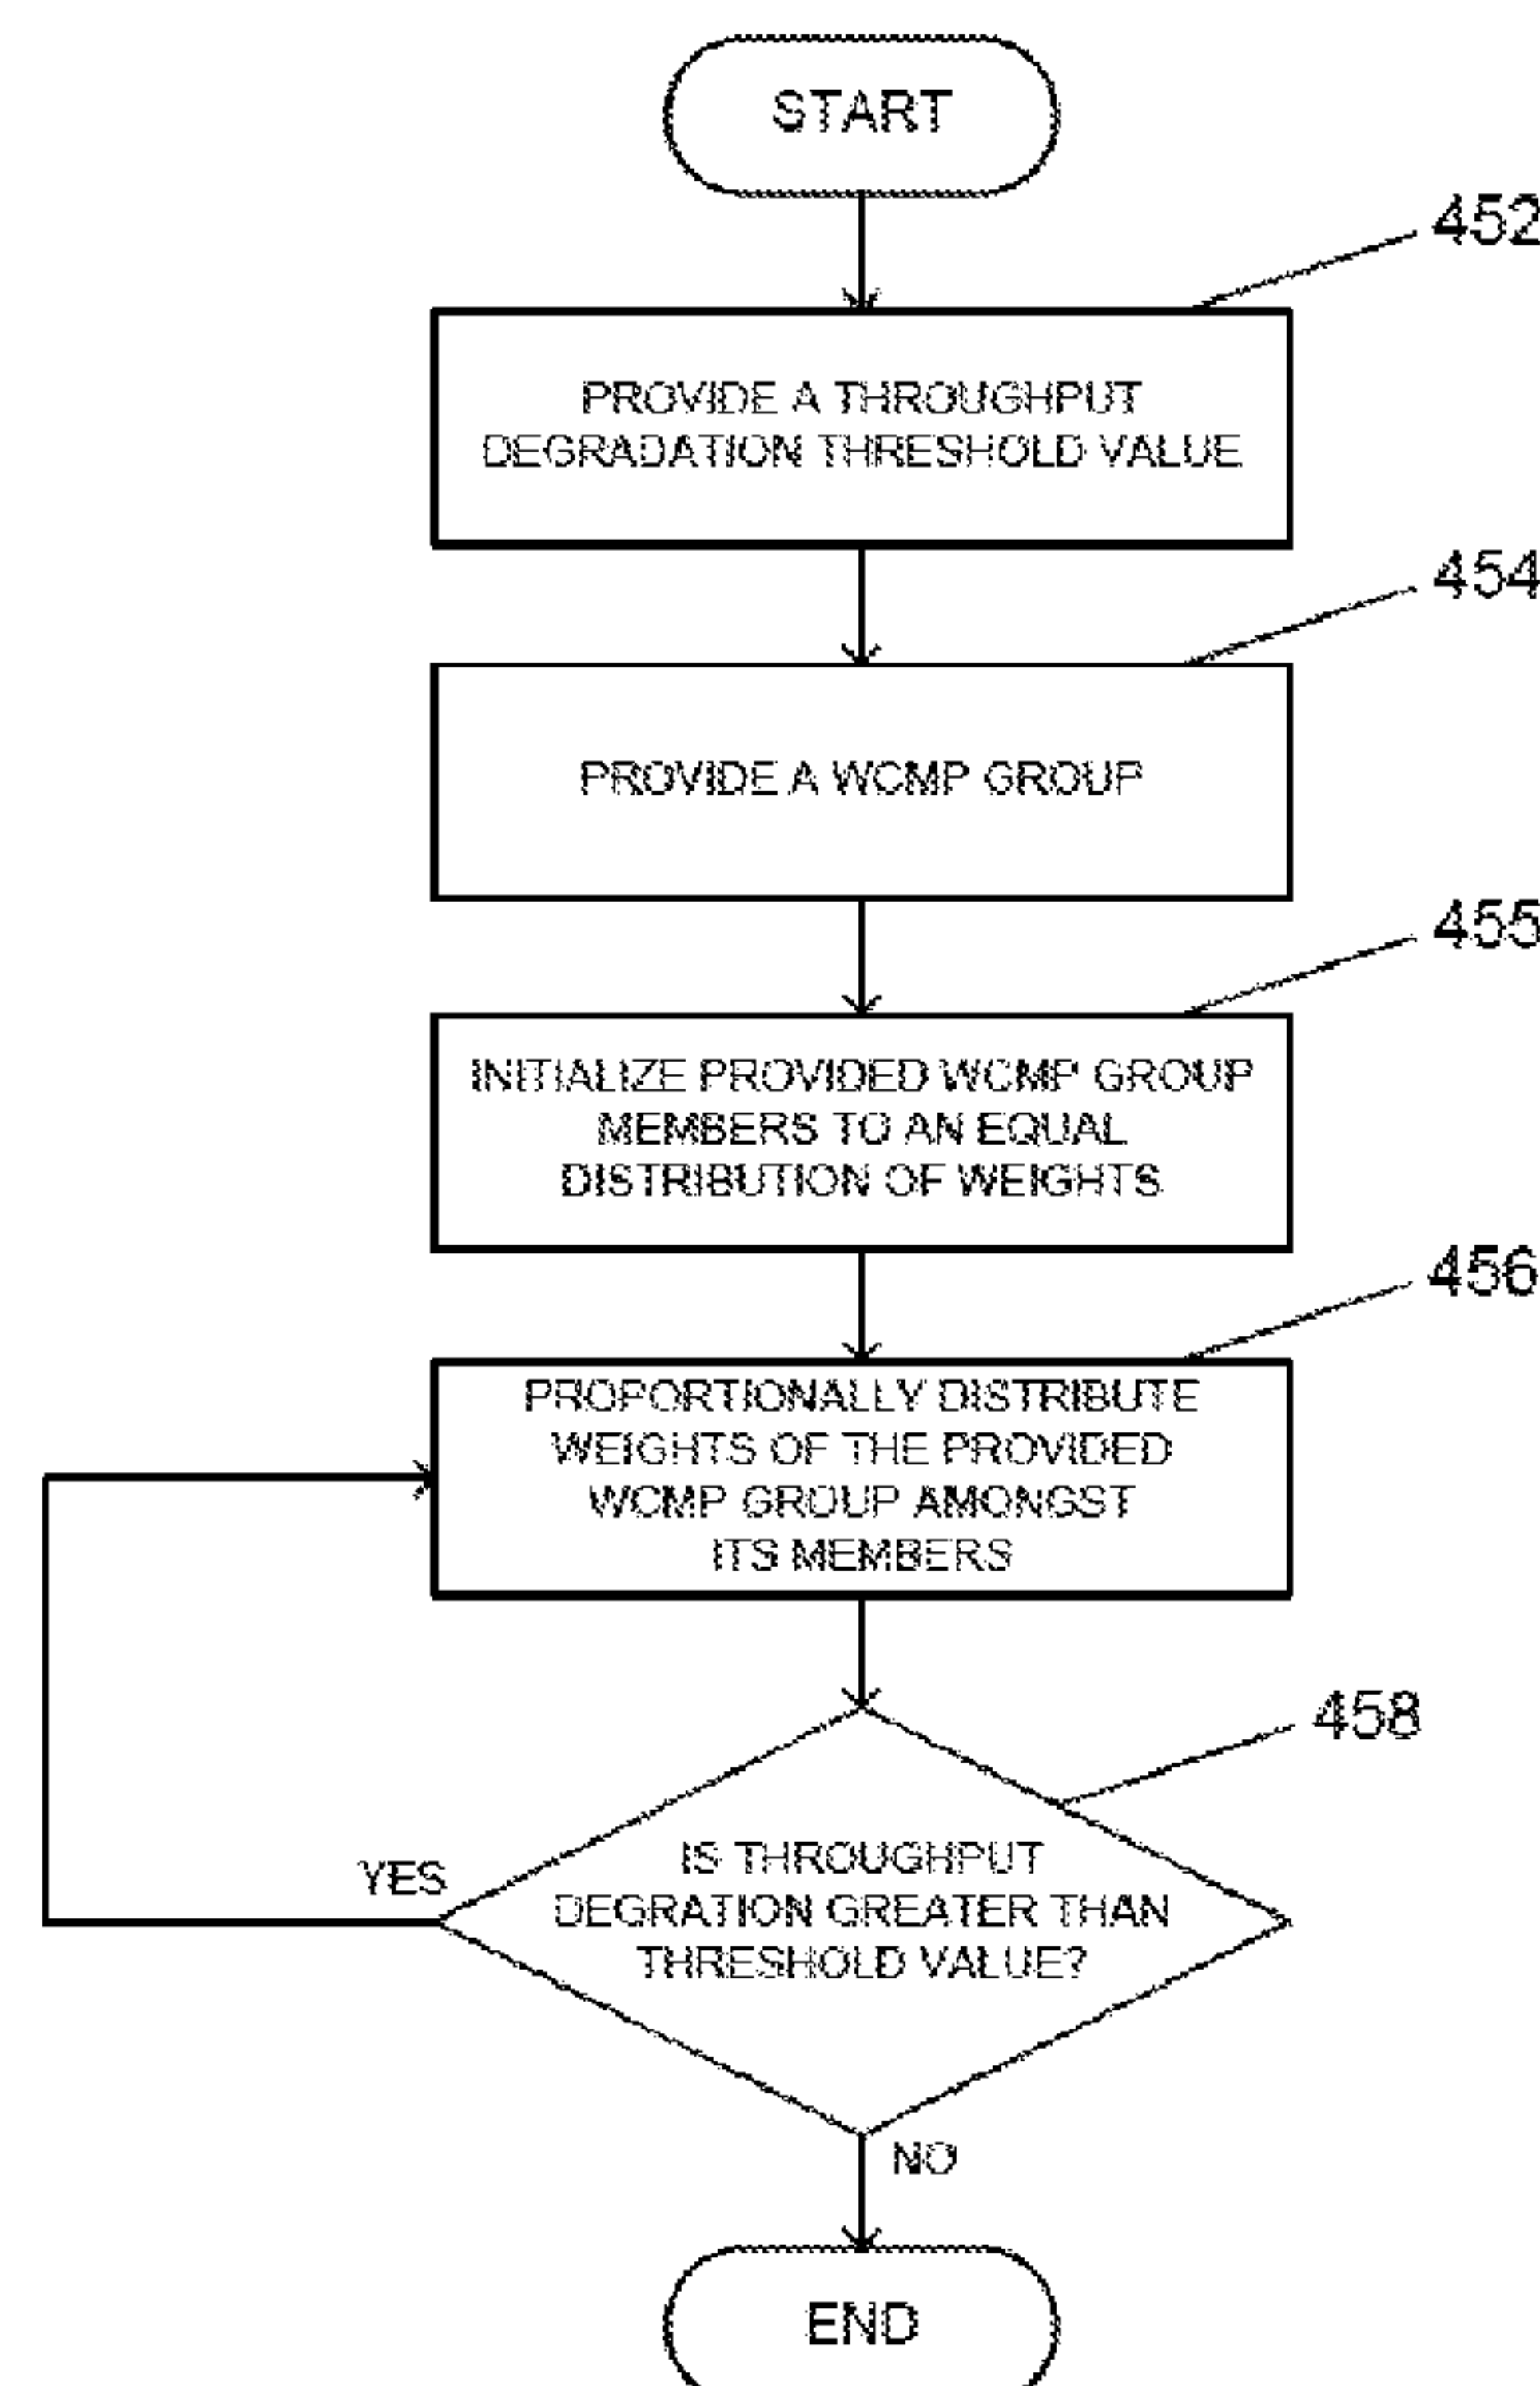 START
452
PROVIDE A THROUGHPUT
DEGRADATION THRESHOLD VALUE
454
PROVIDE A WCMP GROUP
455
INITIALIZE PROVIDED WCMP GROUP
MEMBERS TO AN EQUAL
DISTRIBUTION OF WEIGHTS
456
PROPORTIONALLY DISTRIBUTE
WEIGHTS OF THE PROVIDED
WCMP GROUP AMONGST
ITS MEMBERS
458
IS THROUGHPUT
DEGRATION GREATER THAN
THRESHOLD VALUE?
YES
NO
END